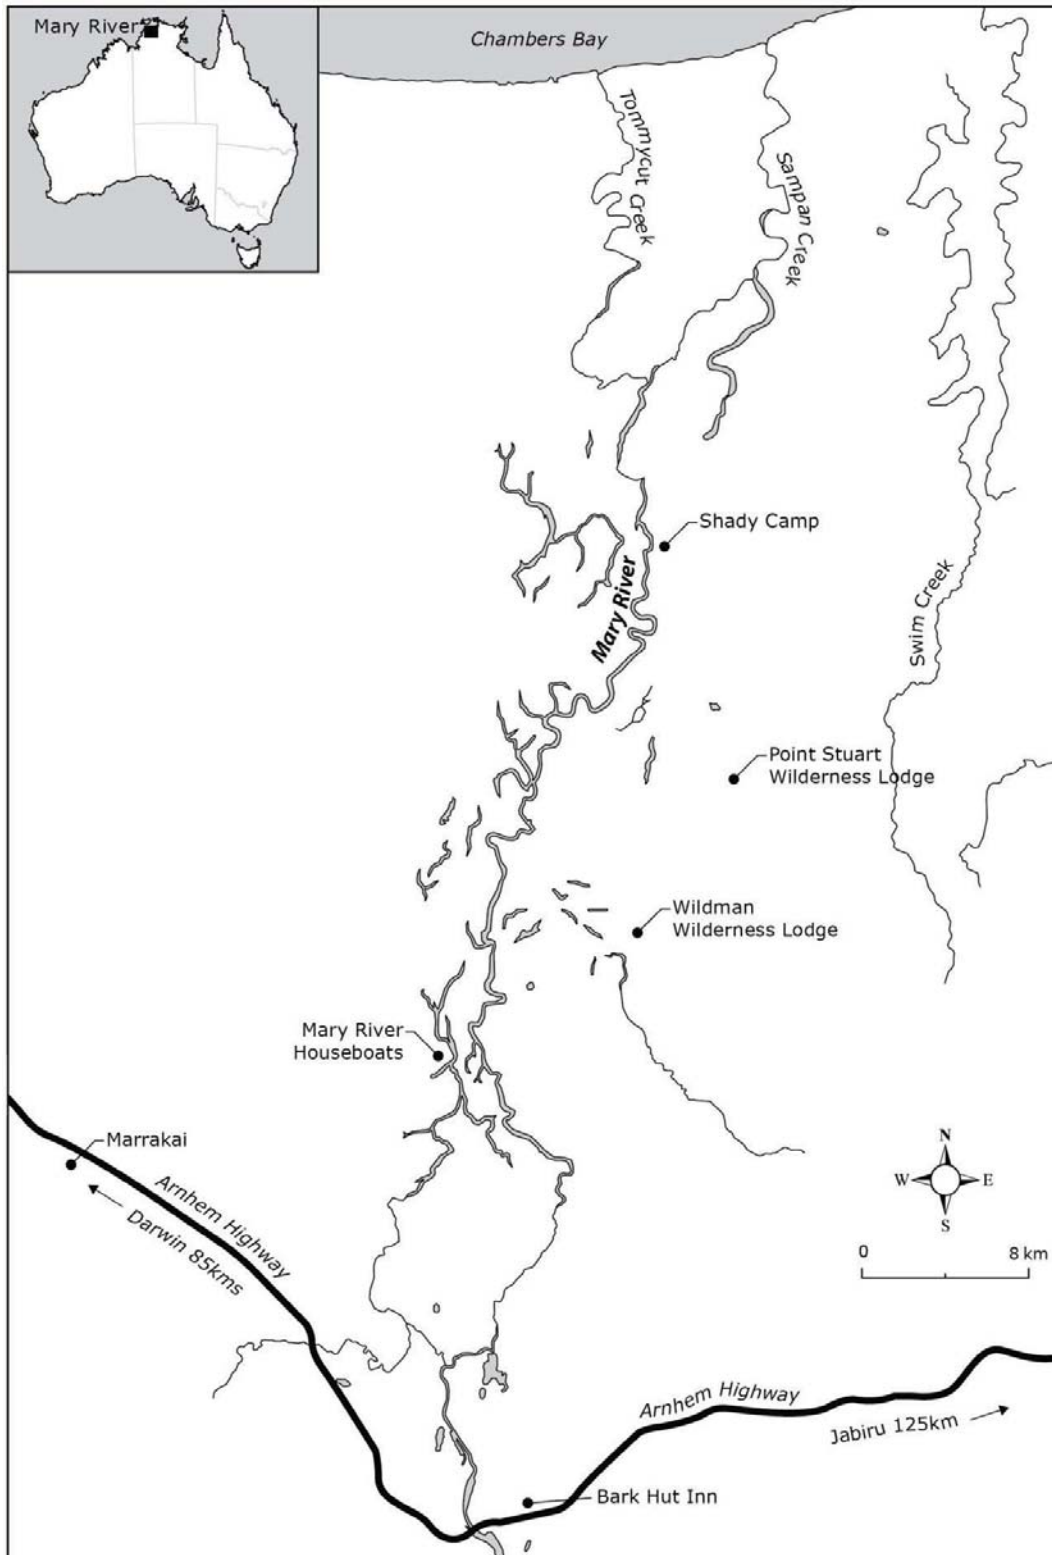 Mary River
Chambers Bay
Tommycut Creek
Sampan Creek
Shady Camp
Mary River
Swim Creek
Point Stuart
Wilderness Lodge
Wildman
Wilderness Lodge
Mary River
Houseboats
Marrakai
Arnhem Highway
Darwin 85kms
N
W
E
S
0
8 km
Arnhem Highway
Jabiru 125km
Bark Hut Inn